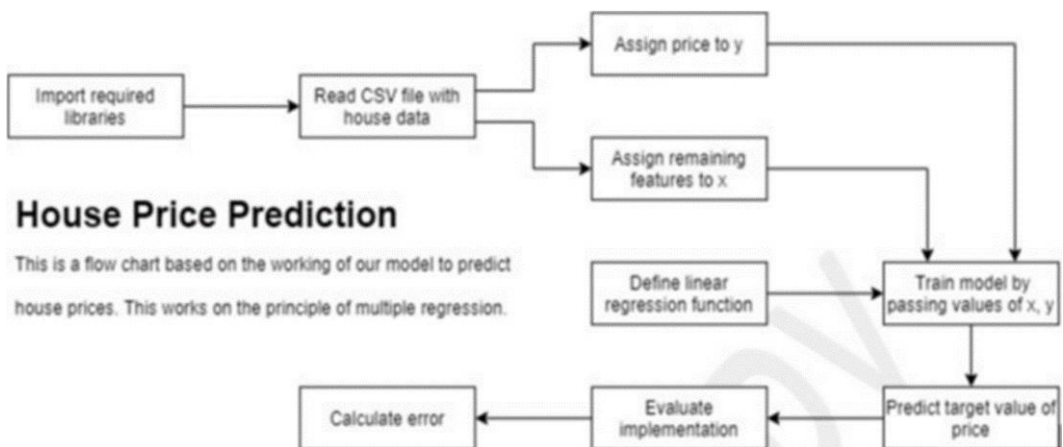 Assign price to y
Import required
libraries
Read CSV file with
house data
Assign remaining
features to x
House Price Prediction
This is a flow chart based on the working of our model to predict
house prices. This works on the principle of multiple regression.
Define linear
regression function
Train model by
passing values of x, y
Calculate error
Evaluate
implementation
Predict target value of
price